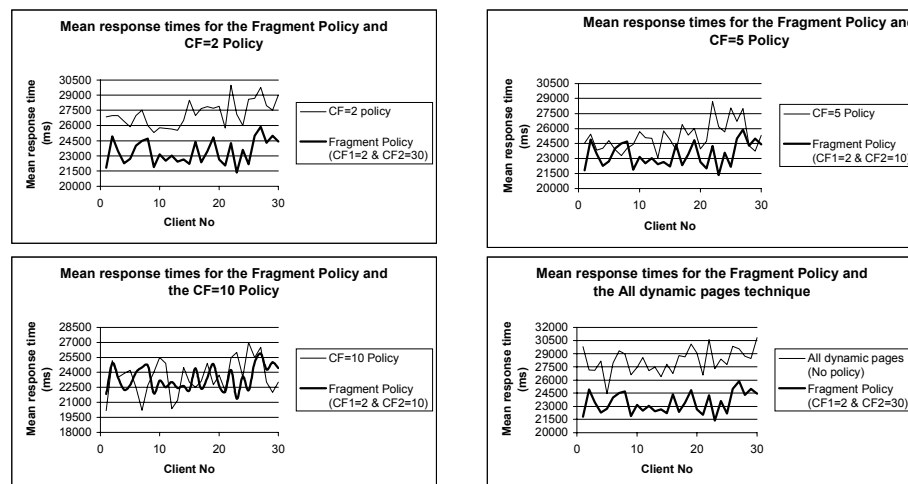 Mean response times for the Fragment Policy and
CF=2 Policy
Mean response time
(ms)
30500
29000
27500
26000
24500
23000
21500
20000
0
10
20
30
Client No
CF=2 policy
Fragment Policy
(CF1=2 & CF2=30)
Mean response times for the Fragment Policy and
CF=5 Policy
Mean response time
(ms)
30500
29000
27500
26000
24500
23000
21500
20000
0
10
20
30
Client No
CF=5 Policy
Fragment Policy
(CF1=2 & CF2=10)
Mean response times for the Fragment Policy and
the CF=10 Policy
Mean response time
(ms)
28500
27000
25500
24000
22500
21000
19500
18000
0
10
20
30
Client No
CF=10 Policy
Fragment Policy
(CF1=2 & CF2=10)
Mean response times for the Fragment Policy and
the All dynamic pages technique
Mean response time
(ms)
32000
30500
29000
27500
26000
24500
23000
21500
20000
0
10
20
30
Client No
All dynamic pages
(No policy)
Fragment Policy
(CF1=2 & CF2=30)